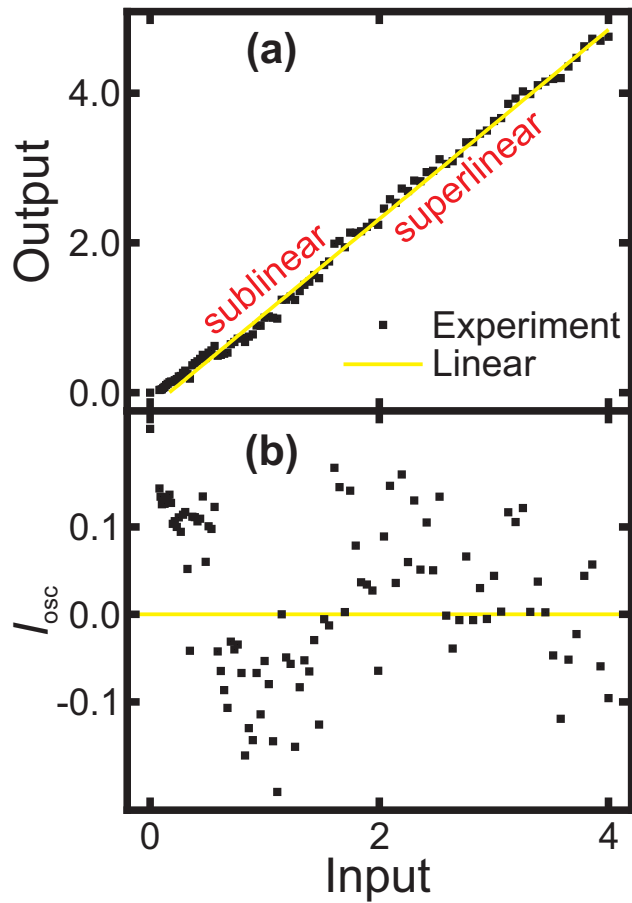 (a)
4.0
2.0
0.0
Output
sublinear
superlinear
Experiment
Linear
(b)
0.1
0.0
-0.1
Iosc
0 2 4
Input